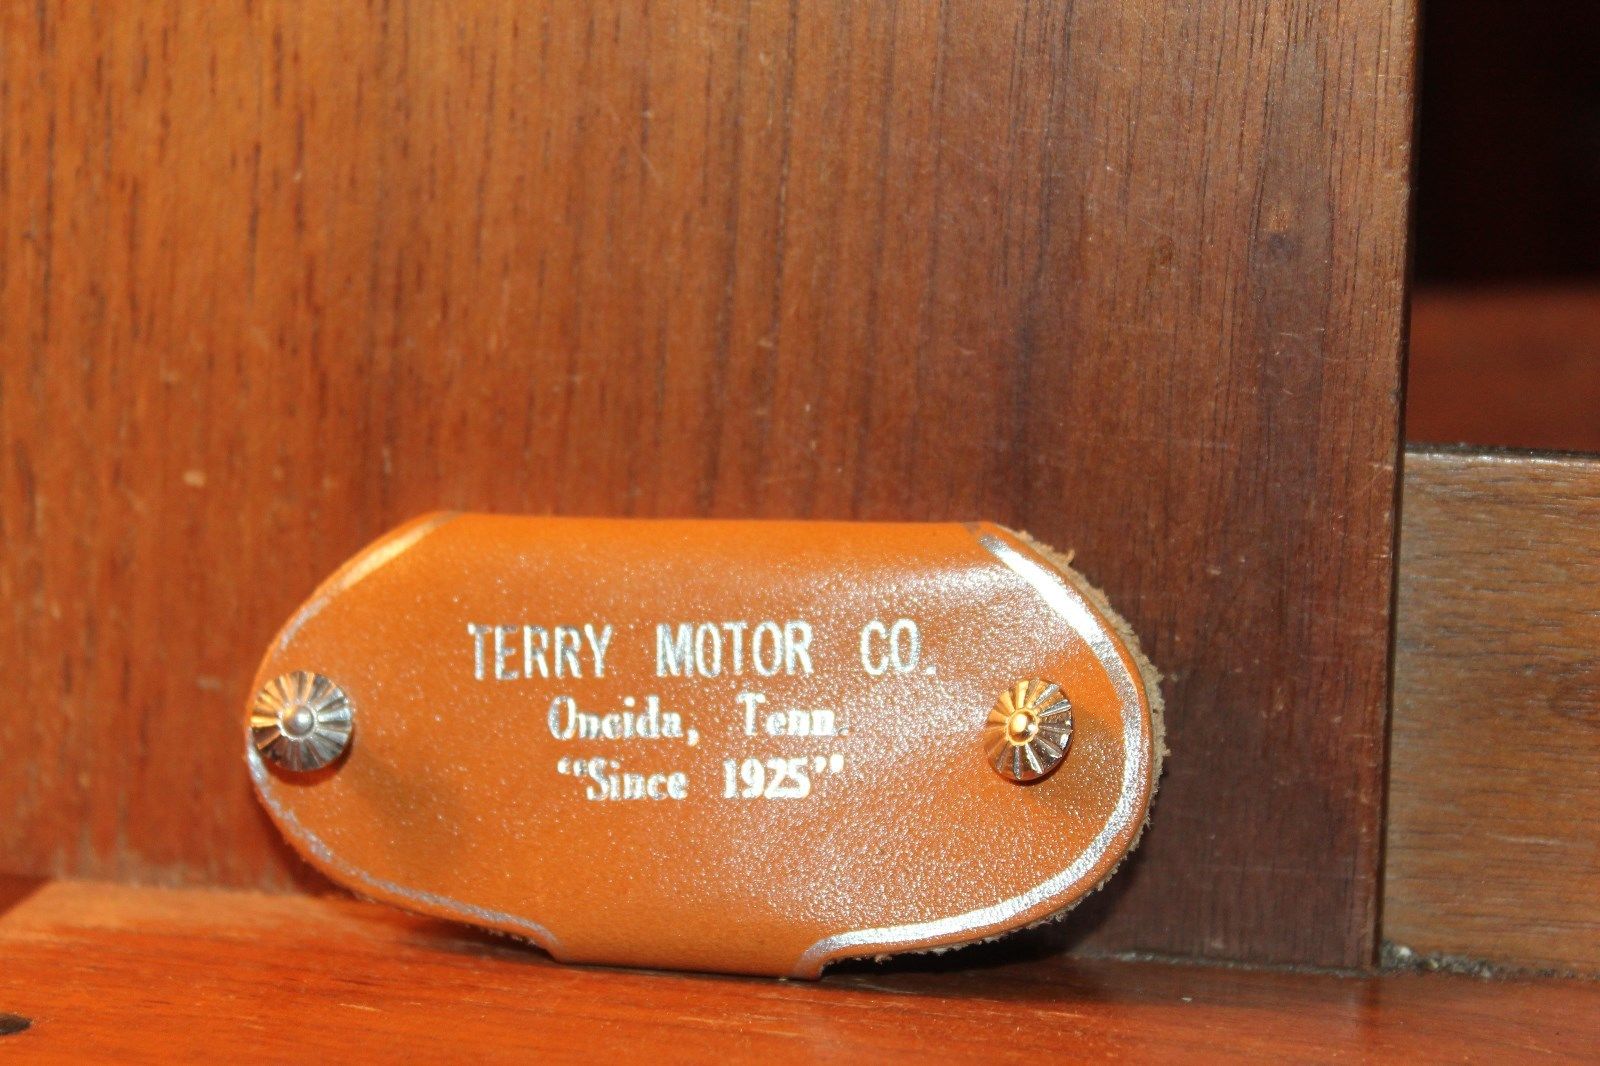 TERRY MOTOR CO.
Oneida, Tenn.
"Since 1925"